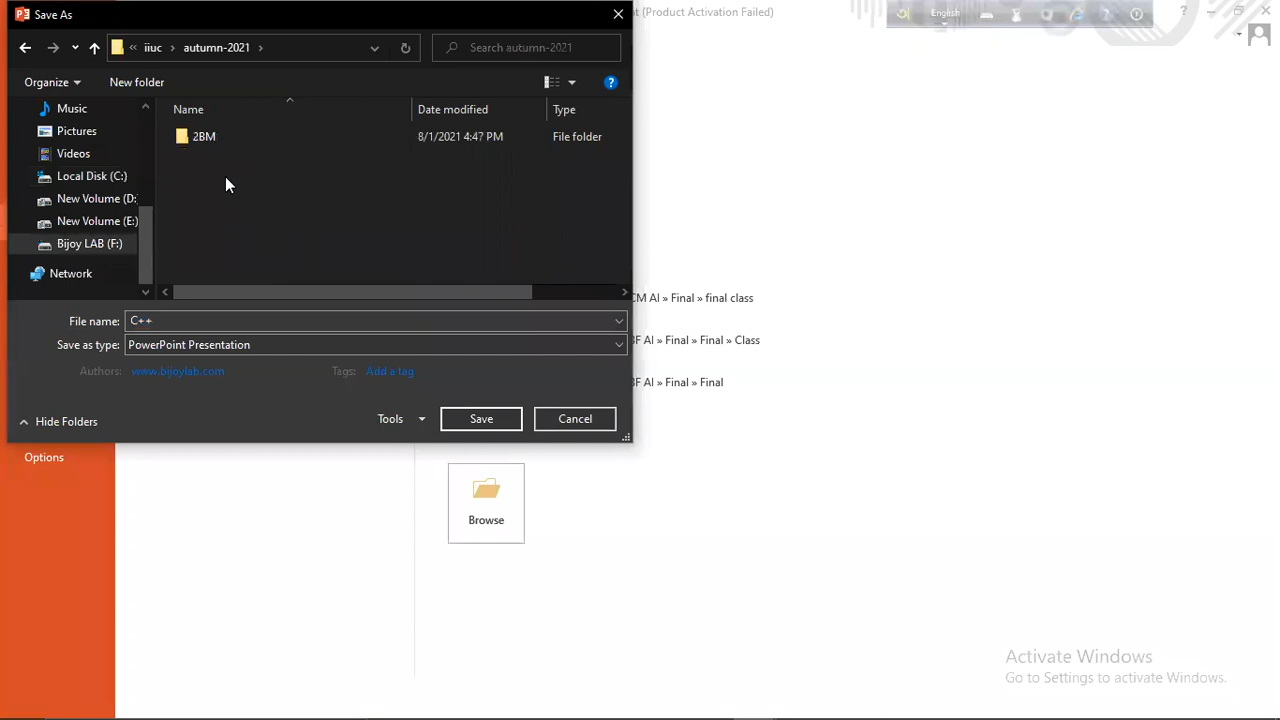 Save As
(Product Activation Failed)
English
iiuc
autumn-2021
Search autumn-2021
Organize
New folder
Music
Pictures
Videos
Local Disk (C:)
New Volume (D:
New Volume (E:)
Bijoy LAB (F:)
Network
Name
Date modified
Type
2BM
8/1/2021 4:47 PM
File folder
File name:
C++
Save as type:
PowerPoint Presentation
Authors:
www.bijoylab.com
Tags:
Add a tag
Hide Folders
Tools
Save
Cancel
CM AI » Final » final class
BF AI » Final » Final » Class
BF AI » Final » Final
Options
Browse
Activate Windows
Go to Settings to activate Windows.